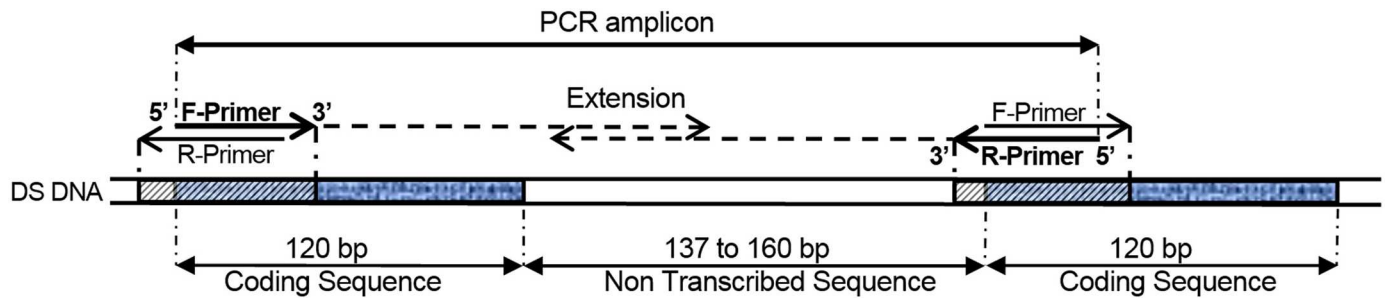 PCR amplicon
5’ F-Primer 3’
Extension
F-Primer
R-Primer
3’ R-Primer 5’
DS DNA
120 bp
137 to 160 bp
120 bp
Coding Sequence
Non Transcribed Sequence
Coding Sequence